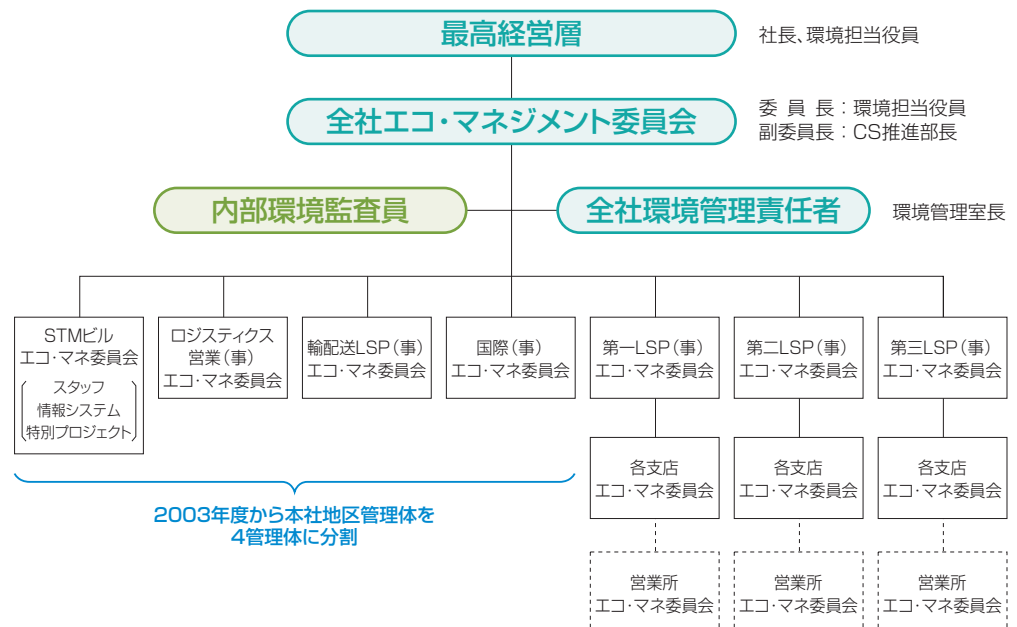 最高経営層
社長、環境担当役員
全社エコ・マネジメント委員会
委員長：環境担当役員
副委員長：CS推進部長
内部環境監査員
全社環境管理責任者
環境管理室長
STMビル
エコ・マネ委員会
スタッフ
情報システム
特別プロジェクト
ロジスティクス
営業（事）
エコ・マネ委員会
輸配送LSP（事）
エコ・マネ委員会
国際（事）
エコ・マネ委員会
第一LSP（事）
エコ・マネ委員会
第二LSP（事）
エコ・マネ委員会
第三LSP（事）
エコ・マネ委員会
各支店
エコ・マネ委員会
各支店
エコ・マネ委員会
各支店
エコ・マネ委員会
2003年度から本社地区管理体を
4管理体に分割
営業所
エコ・マネ委員会
営業所
エコ・マネ委員会
営業所
エコ・マネ委員会